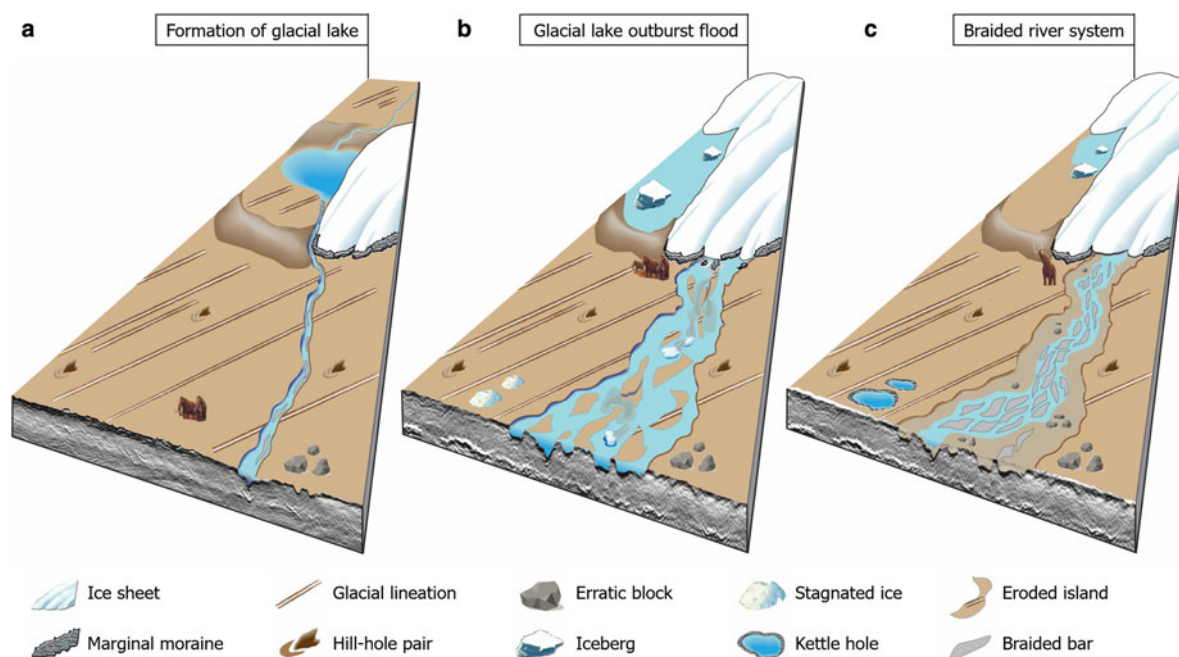 a Formation of glacial lake
b Glacial lake outburst flood
c Braided river system
Ice sheet
Glacial lineation
Erratic block
Stagnated ice
Eroded island
Marginal moraine
Hill-hole pair
Iceberg
Kettle hole
Braided bar